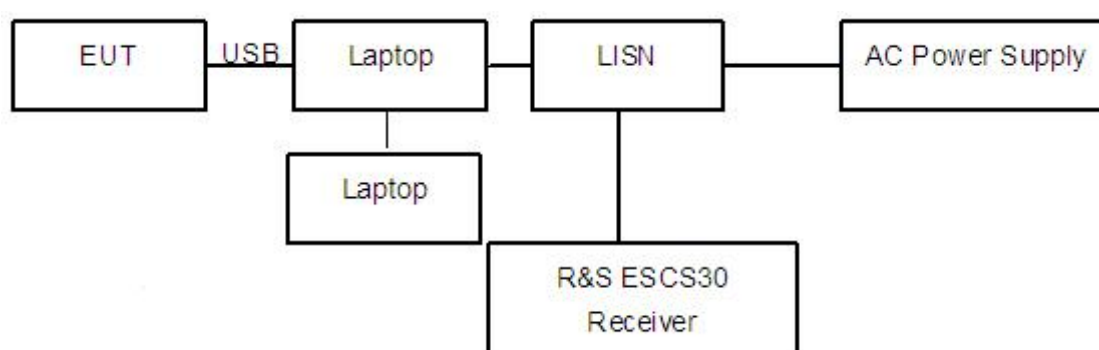 EUT
USB
Laptop
LISN
AC Power Supply
Laptop
R&S ESCS30
Receiver